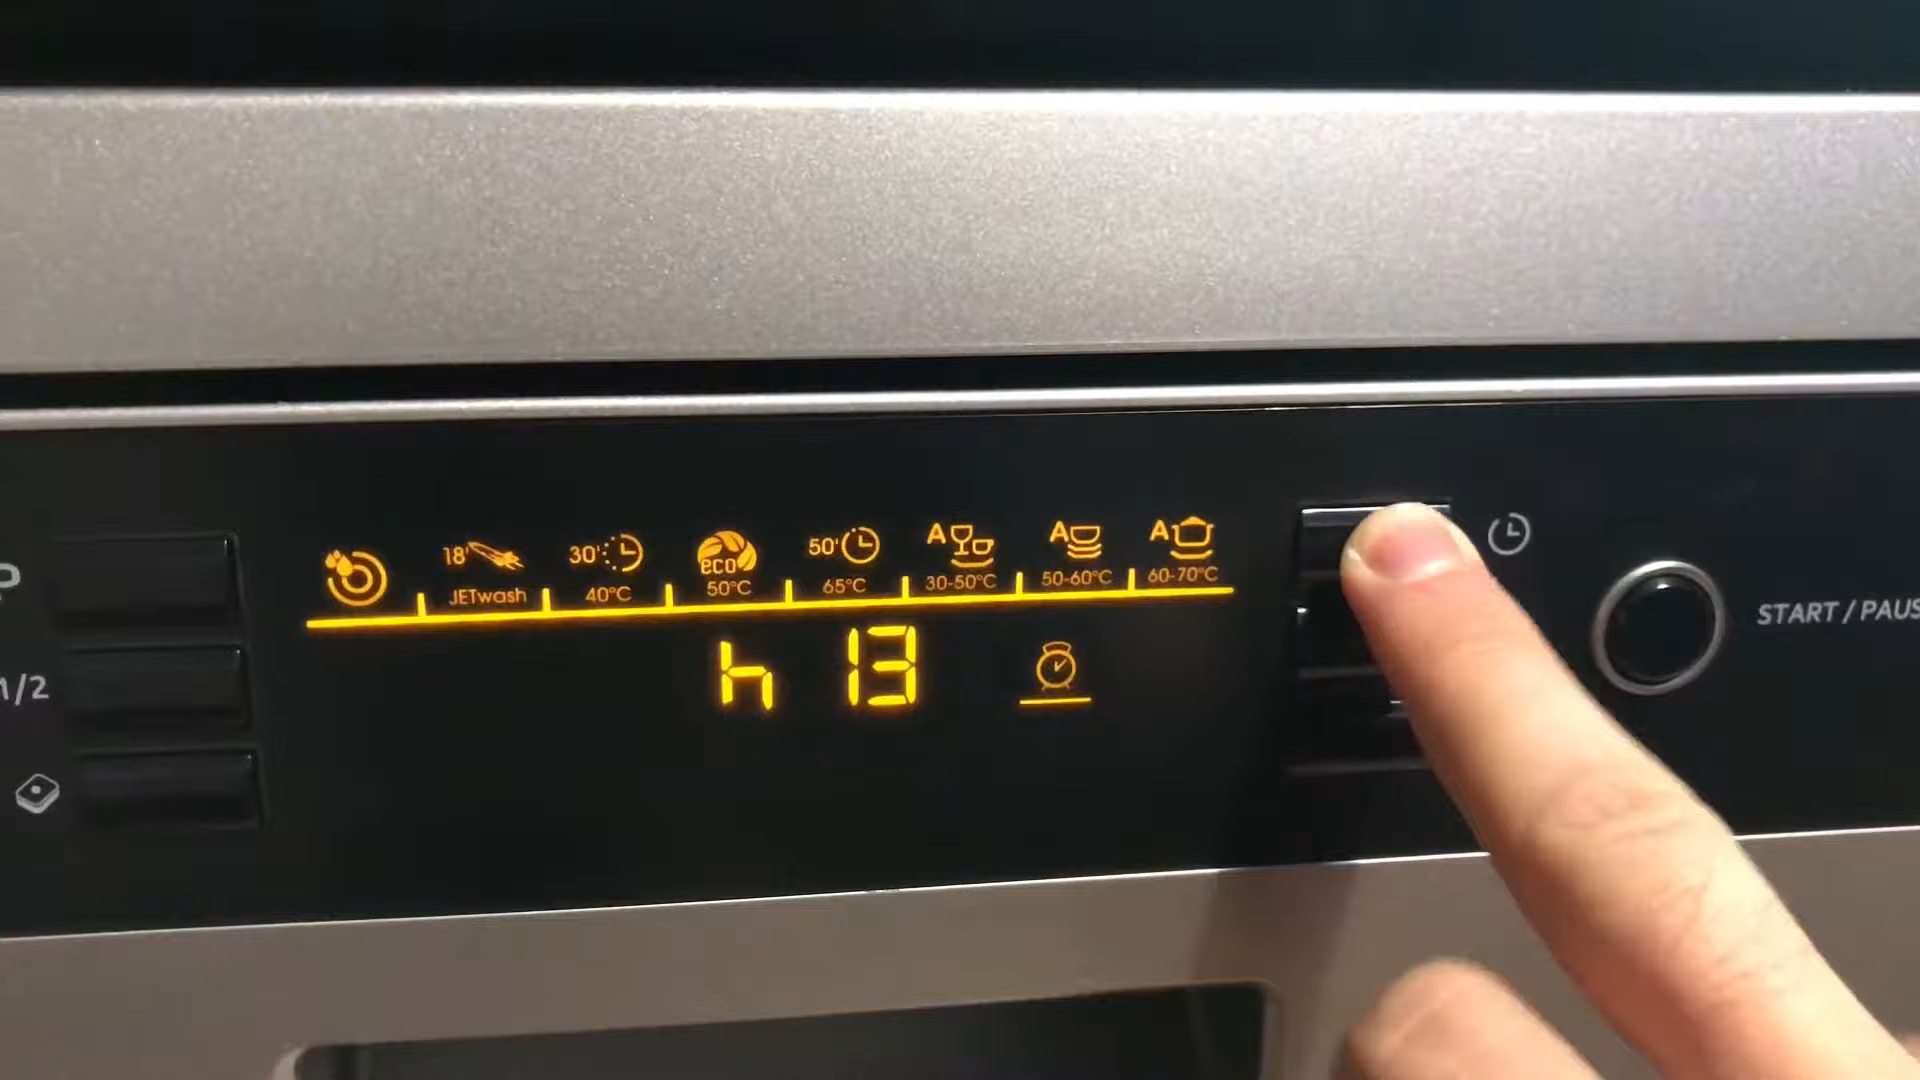 P
18' 30' eco 50' A A A
JETwash 40°C 50°C 65°C 30-50°C 50-60°C 60-70°C
h 13
START / PAUS
1/2